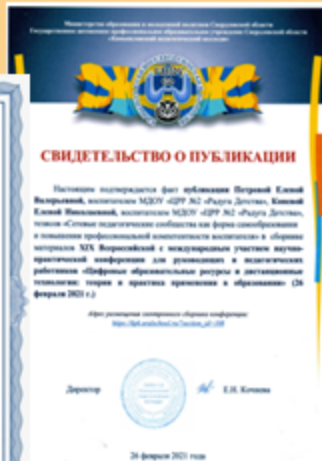 Министерство образования и молодежной политики Свердловской области
Государственное автономное профессиональное образовательное учреждение Свердловской области
педагогический колледж»
СВИДЕТЕЛЬСТВО О ПУБЛИКАЦИИ
Настоящим подтверждается факт публикации Петровой Еленой
Валерьевной, воспитателем МДОУ «ЦРР №2 «Радуга Детства»,
Еленой Николаевной, воспитателем МДОУ «ЦРР №2 «Радуга Детства»,
тезисов «Сетевые педагогические сообщества как форма самообразования
и повышения профессиональной компетентности воспитателя» в сборнике
материалов XIX Всероссийской с международным участием научно-
практической конференции для руководящих и педагогических
работников «Цифровые образовательные ресурсы и дистанционные
технологии: теория и практика применения в образовании» (26
февраля 2021 г.)
Адрес размещения электронного сборника конференции:
Директор
Е.Н.
26 февраля 2021 года